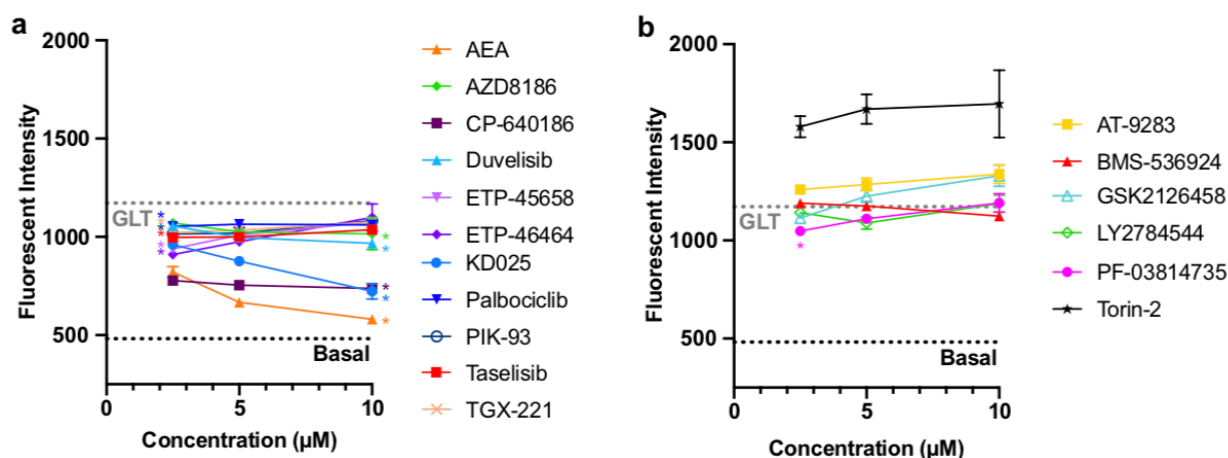 a
2000
1500
1000
500
0
5
10
Fluorescent Intensity
Concentration (µM)
GLT
Basal
*
*
*
*
*
*
*
*
*
*
*
AEA
AZD8186
CP-640186
Duvelisib
ETP-45658
ETP-46464
KD025
Palbociclib
PIK-93
Taselisib
TGX-221
b
2000
1500
1000
500
0
5
10
Fluorescent Intensity
Concentration (µM)
GLT
Basal
*
AT-9283
BMS-536924
GSK2126458
LY2784544
PF-03814735
Torin-2